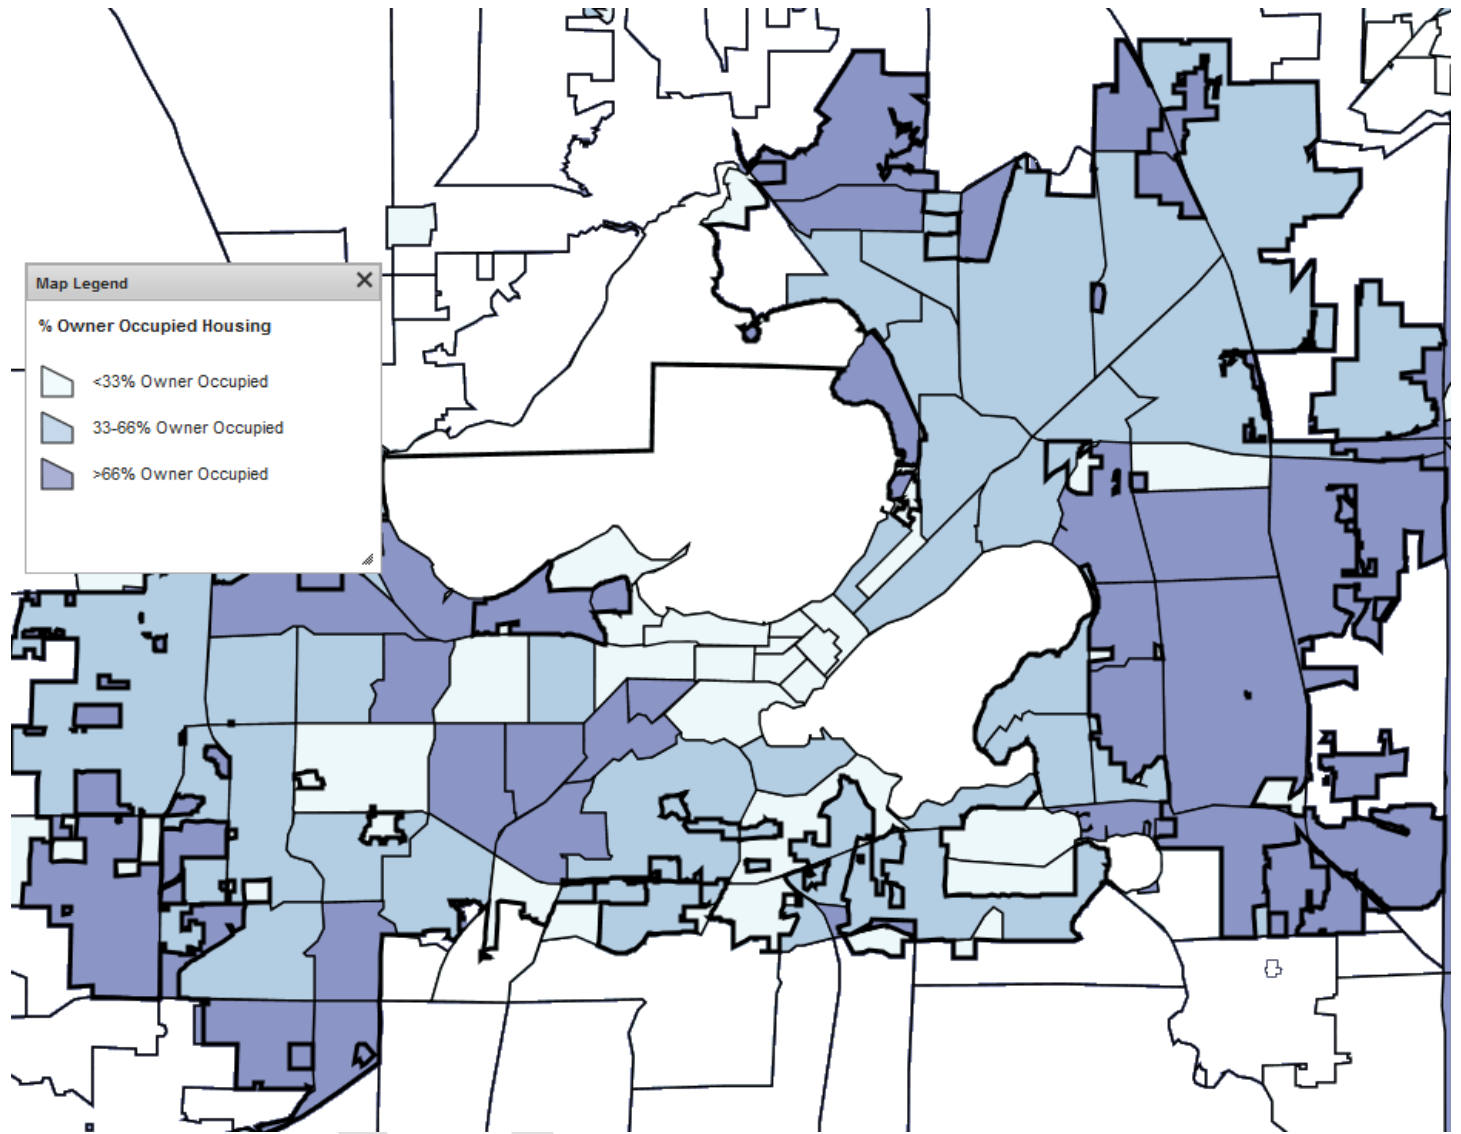 Map Legend
% Owner Occupied Housing
<33% Owner Occupied
33-66% Owner Occupied
>66% Owner Occupied